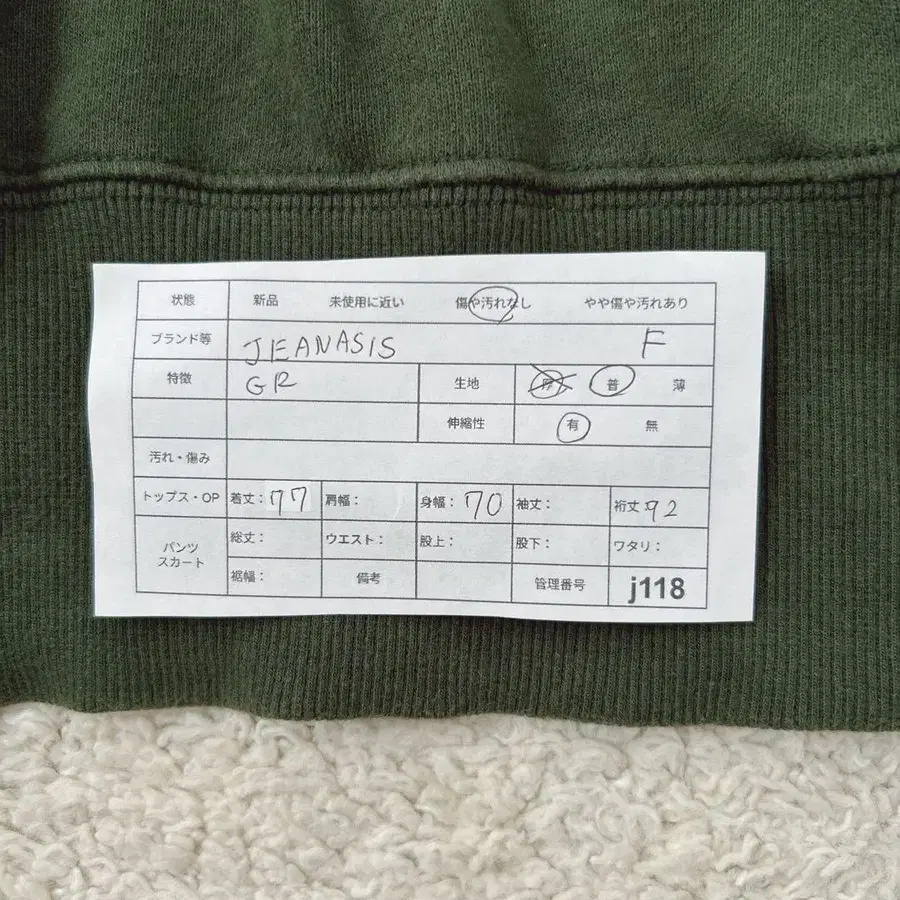 状態 新品 未使用に近い 傷や汚れなし やや傷や汚れあり
ブランド等 JEANASIS F
特徴 GR 生地 厚 普 薄
伸縮性 有 無
汚れ・傷み
トップス・OP 着丈：77 肩幅： 身幅：70 袖丈： 裄丈：92
パンツ スカート 総丈： ウエスト： 股上： 股下： ワタリ：
裾幅： 備考 管理番号 j118